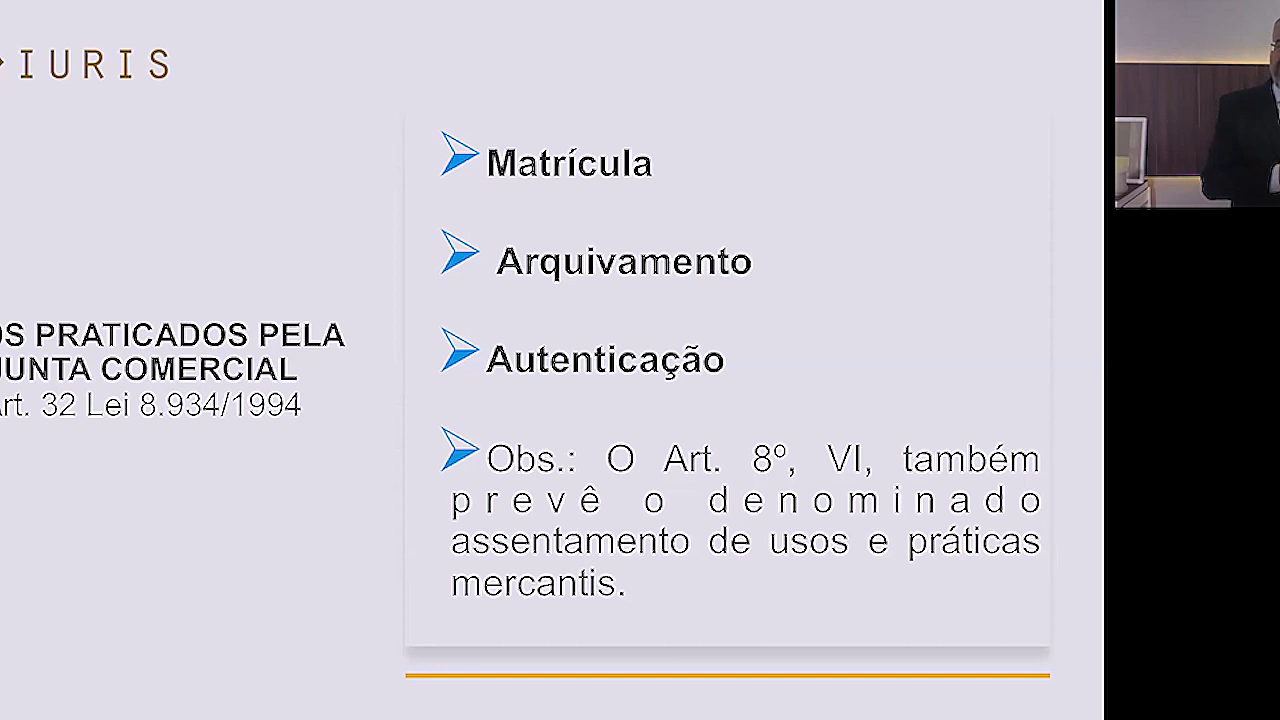 IURIS
Matrícula
Arquivamento
OS PRATICADOS PELA
JUNTA COMERCIAL
Art. 32 Lei 8.934/1994
Autenticação
Obs.: O Art. 8º, VI, também
prevê o denominado
assentamento de usos e práticas
mercantis.